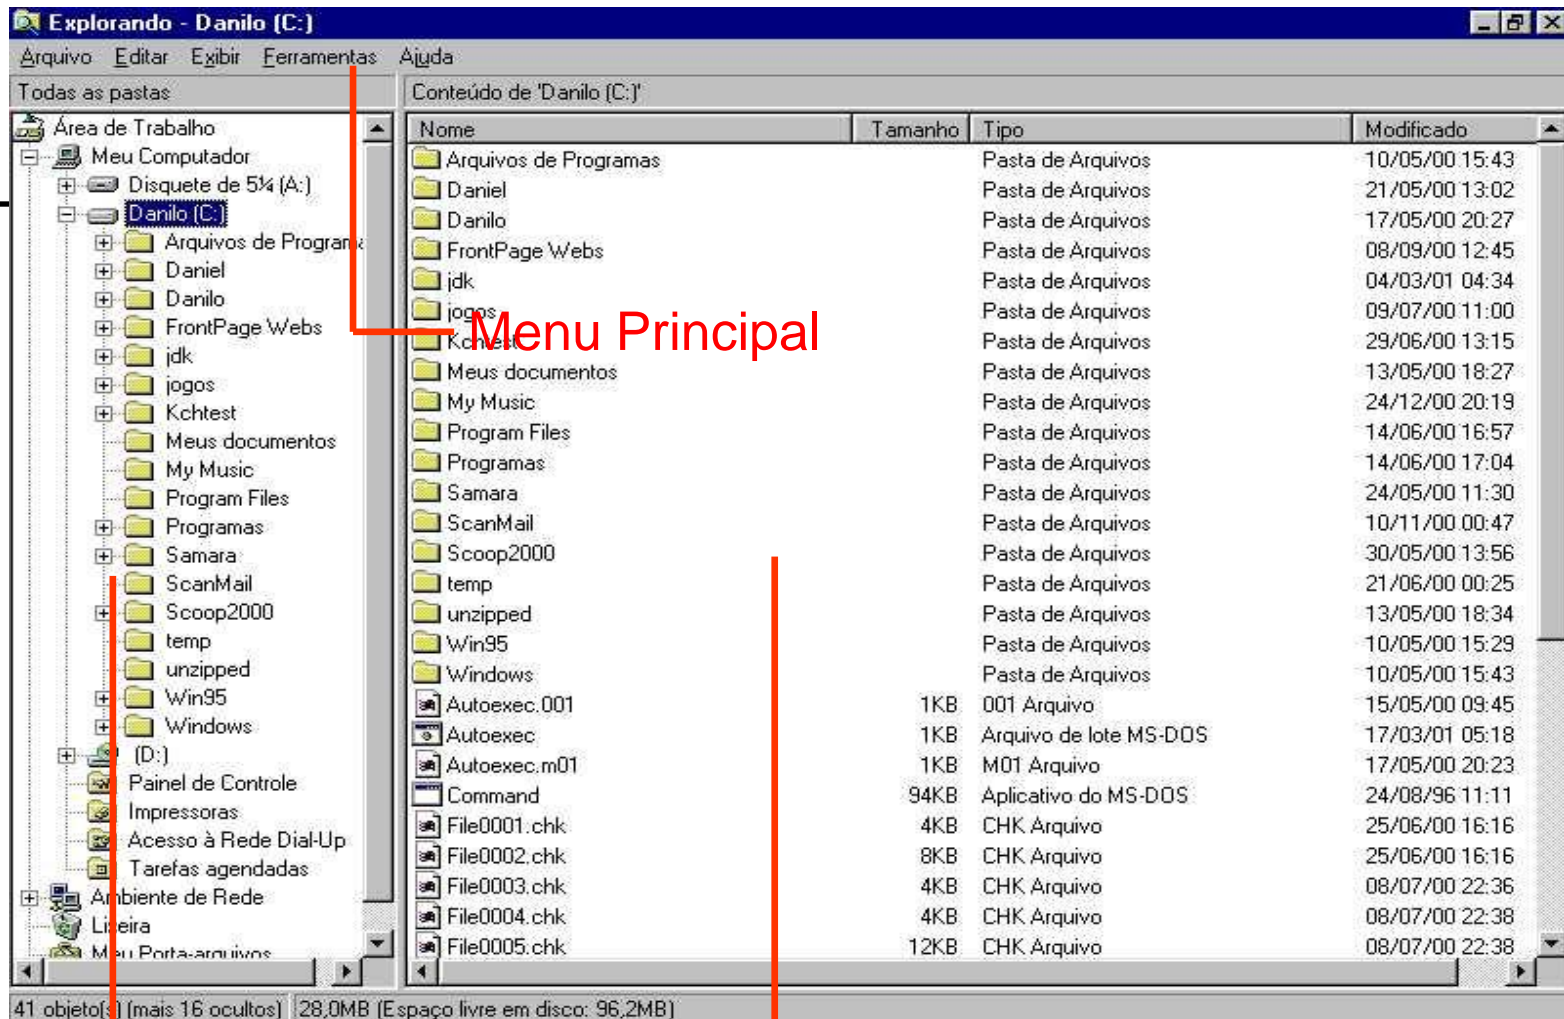 Explorando - Danilo (C:)
Arquivo Editar Exibir Ferramentas Ajuda
Todas as pastas
Conteúdo de 'Danilo (C:)'
Área de Trabalho
Meu Computador
Disquete de 5¼ (A:)
Danilo (C:)
Arquivos de Programa
Daniel
Danilo
FrontPage Webs
jdk
jogos
Kchtest
Meus documentos
My Music
Program Files
Programas
Samara
ScanMail
Scoop2000
temp
unzipped
Win95
Windows
(D:)
Painel de Controle
Impressoras
Acesso à Rede Dial-Up
Tarefas agendadas
Ambiente de Rede
Lixeira
Meu Porta-arquivos
Nome Tamanho Tipo Modificado
Arquivos de Programas Pasta de Arquivos 10/05/00 15:43
Daniel Pasta de Arquivos 21/05/00 13:02
Danilo Pasta de Arquivos 17/05/00 20:27
FrontPage Webs Pasta de Arquivos 08/09/00 12:45
jdk Pasta de Arquivos 04/03/01 04:34
jogos Pasta de Arquivos 09/07/00 11:00
Menu Principal
Kchtest Pasta de Arquivos 29/06/00 13:15
Meus documentos Pasta de Arquivos 13/05/00 18:27
My Music Pasta de Arquivos 24/12/00 20:19
Program Files Pasta de Arquivos 14/06/00 16:57
Programas Pasta de Arquivos 14/06/00 17:04
Samara Pasta de Arquivos 24/05/00 11:30
ScanMail Pasta de Arquivos 10/11/00 00:47
Scoop2000 Pasta de Arquivos 30/05/00 13:56
temp Pasta de Arquivos 21/06/00 00:25
unzipped Pasta de Arquivos 13/05/00 18:34
Win95 Pasta de Arquivos 10/05/00 15:29
Windows Pasta de Arquivos 10/05/00 15:43
Autoexec.001 1KB 001 Arquivo 15/05/00 09:45
Autoexec 1KB Arquivo de lote MS-DOS 17/03/01 05:18
Autoexec.m01 1KB M01 Arquivo 17/05/00 20:23
Command 94KB Aplicativo do MS-DOS 24/08/96 11:11
File0001.chk 4KB CHK Arquivo 25/06/00 16:16
File0002.chk 8KB CHK Arquivo 25/06/00 16:16
File0003.chk 4KB CHK Arquivo 08/07/00 22:36
File0004.chk 4KB CHK Arquivo 08/07/00 22:38
File0005.chk 12KB CHK Arquivo 08/07/00 22:38
41 objeto(s) (mais 16 ocultos) 28,0MB (Espaço livre em disco: 96,2MB)